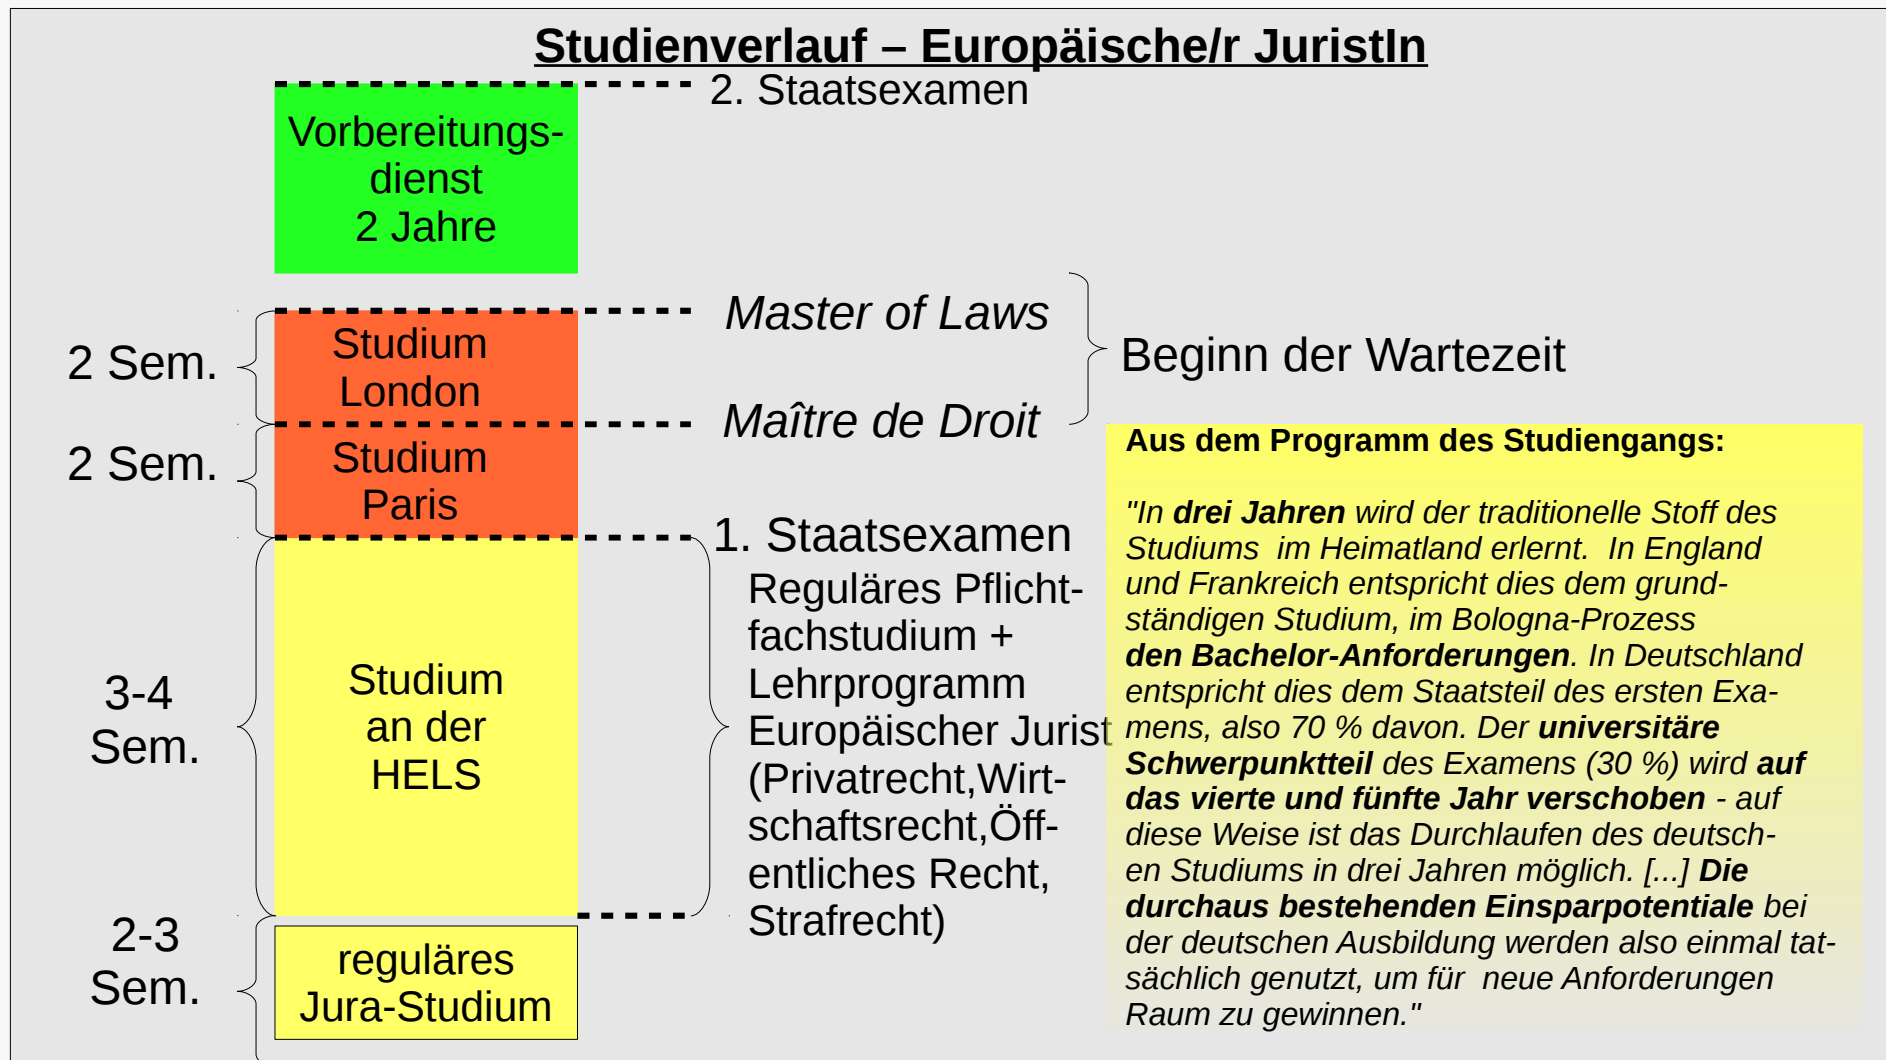 Studienverlauf – Europäische/r JuristIn
2. Staatsexamen
Vorbereitungs-
dienst
2 Jahre
Master of Laws
2 Sem.
Studium
London
Beginn der Wartezeit
Maître de Droit
2 Sem.
Studium
Paris
1. Staatsexamen
Reguläres Pflicht-
fachstudium +
Lehrprogramm
Europäischer Jurist
(Privatrecht,Wirt-
schaftsrecht,Öff-
entliches Recht,
Strafrecht)
3-4
Sem.
Studium
an der
HELS
2-3
Sem.
reguläres
Jura-Studium
Aus dem Programm des Studiengangs:
"In drei Jahren wird der traditionelle Stoff des
Studiums  im Heimatland erlernt.  In England
und Frankreich entspricht dies dem grund-
ständigen Studium, im Bologna-Prozess
den Bachelor-Anforderungen. In Deutschland
entspricht dies dem Staatsteil des ersten Exa-
mens, also 70 % davon. Der universitäre
Schwerpunktteil des Examens (30 %) wird auf
das vierte und fünfte Jahr verschoben - auf
diese Weise ist das Durchlaufen des deutsch-
en Studiums in drei Jahren möglich. [...] Die
durchaus bestehenden Einsparpotentiale bei
der deutschen Ausbildung werden also einmal tat-
sächlich genutzt, um für  neue Anforderungen
Raum zu gewinnen."